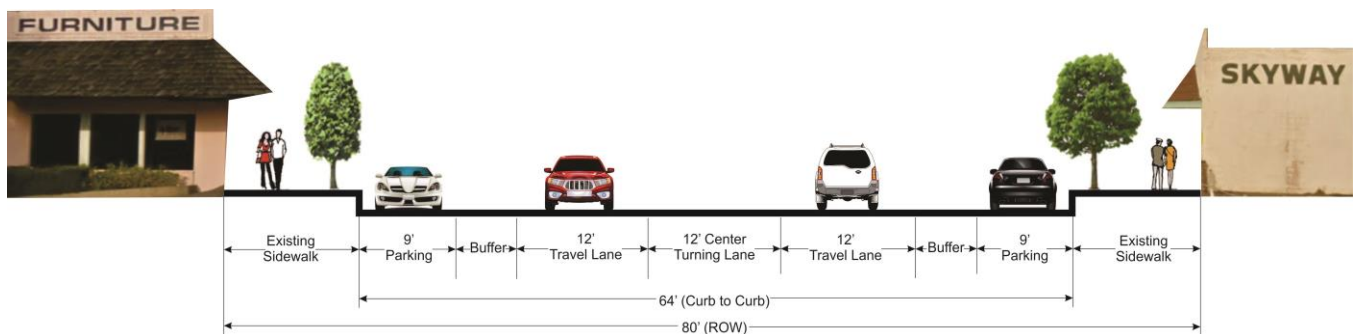 FURNITURE
SKYWAY
Existing
Sidewalk
9'
Parking
Buffer
12'
Travel Lane
12' Center
Turning Lane
12'
Travel Lane
Buffer
9'
Parking
Existing
Sidewalk
64' (Curb to Curb)
80' (ROW)